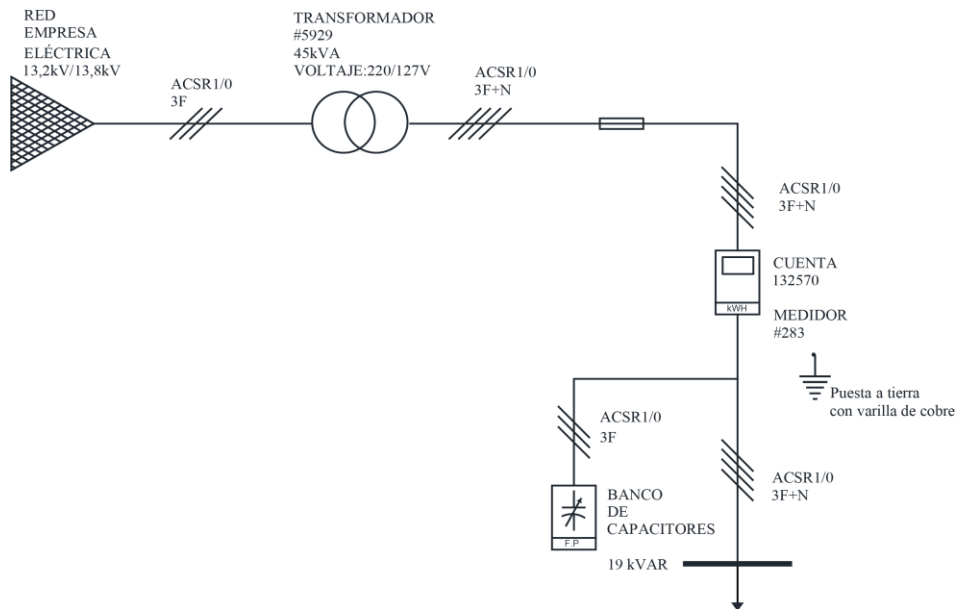 RED
EMPRESA
ELÉCTRICA
13,2kV/13,8kV
ACSR1/0
3F
TRANSFORMADOR
#5929
45kVA
VOLTAJE:220/127V
ACSR1/0
3F+N
ACSR1/0
3F+N
CUENTA
132570
kWH
MEDIDOR
#283
Puesta a tierra
con varilla de cobre
ACSR1/0
3F
ACSR1/0
3F+N
BANCO
DE
CAPACITORES
F.P
19 kVAR